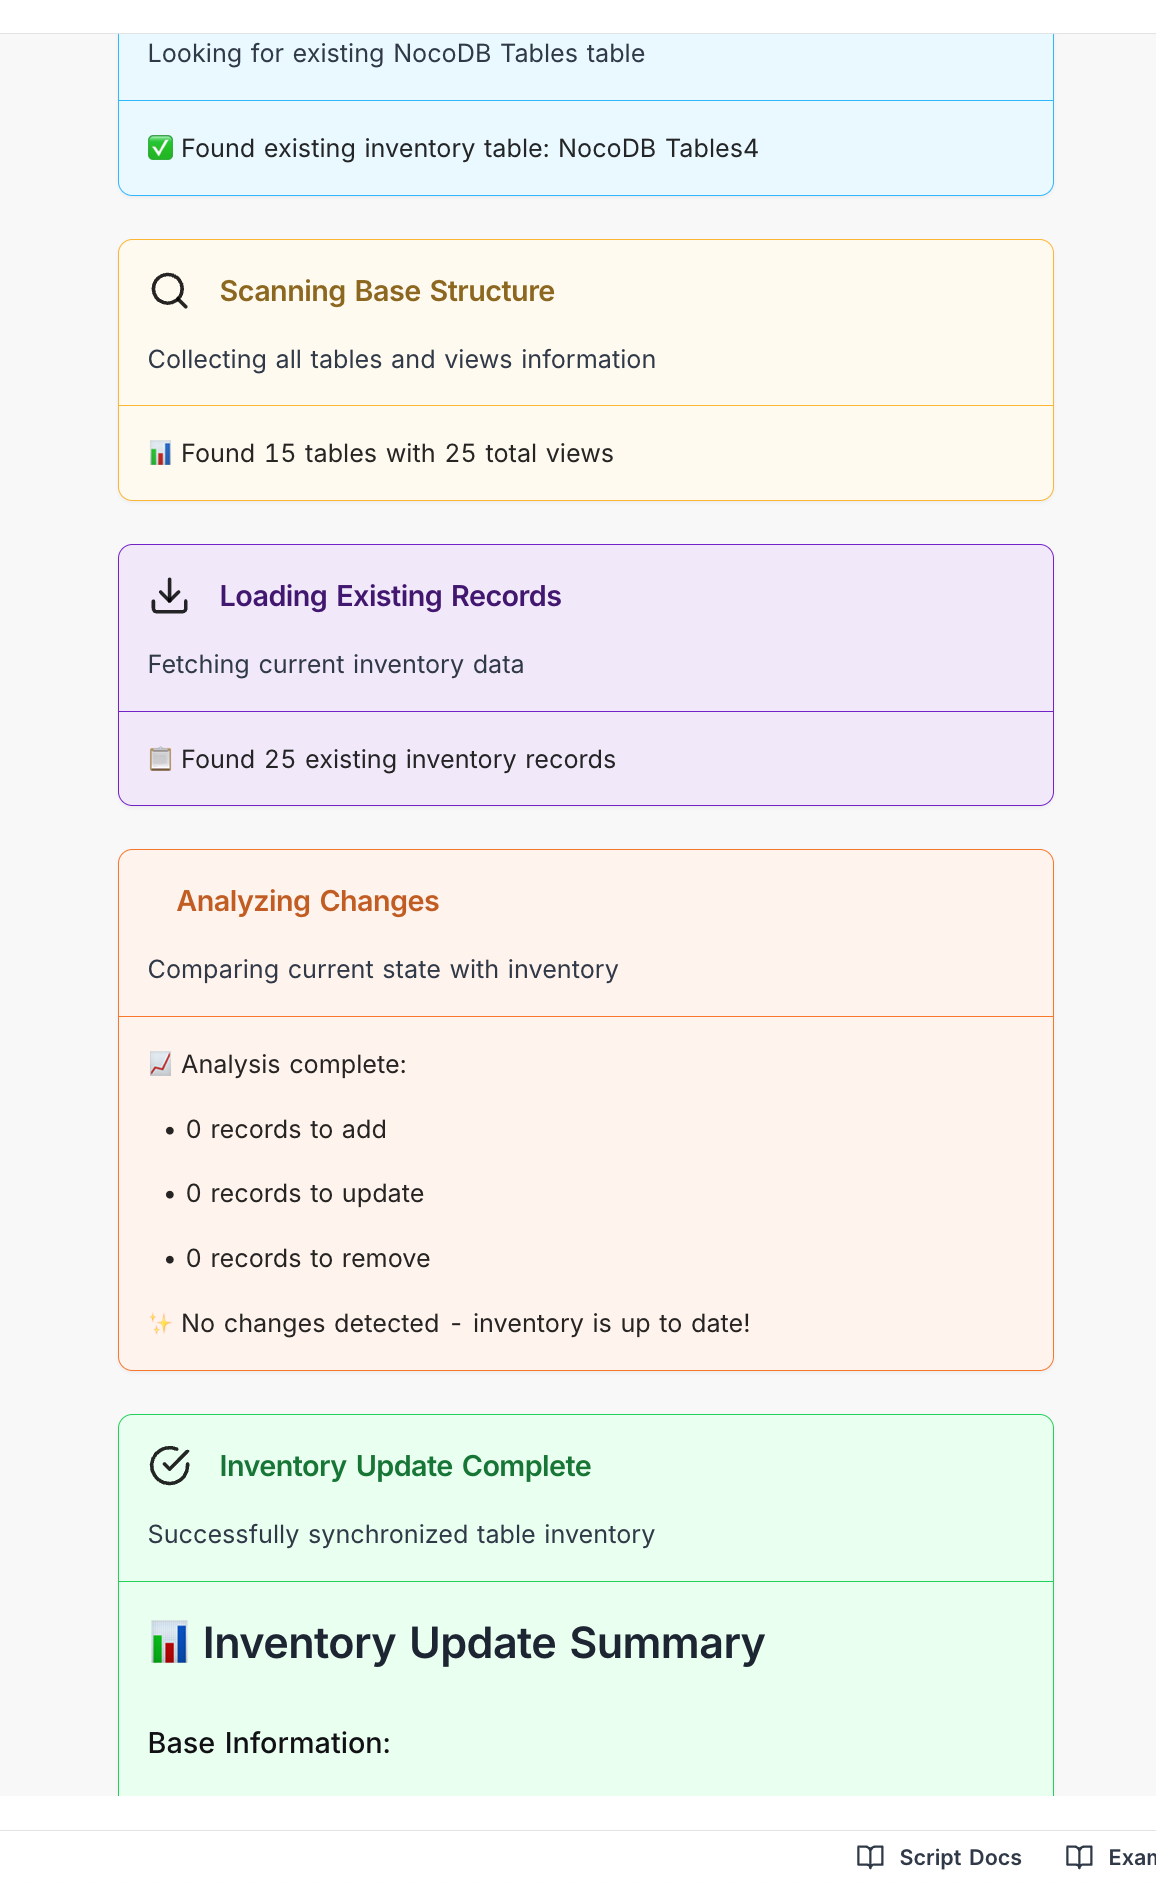 Looking for existing NocoDB Tables table
✅ Found existing inventory table: NocoDB Tables4
Scanning Base Structure
Collecting all tables and views information
📊 Found 15 tables with 25 total views
Loading Existing Records
Fetching current inventory data
📋 Found 25 existing inventory records
Analyzing Changes
Comparing current state with inventory
📈 Analysis complete:
• 0 records to add
• 0 records to update
• 0 records to remove
✨ No changes detected - inventory is up to date!
Inventory Update Complete
Successfully synchronized table inventory
📊 Inventory Update Summary
Base Information:
Script Docs
Exam